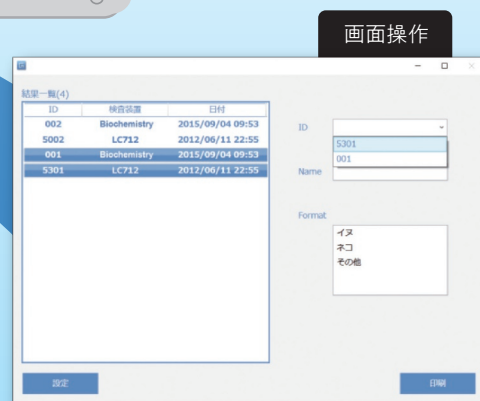 画面操作
結果一覧(4)
ID 検査装置 日付
002 Biochemistry 2015/09/04 09:53
5002 LC712 2012/06/11 22:55
001 Biochemistry 2015/09/04 09:53
5301 LC712 2012/06/11 22:55
ID
5301
001
Name
Format
イヌ
ネコ
その他
設定
印刷